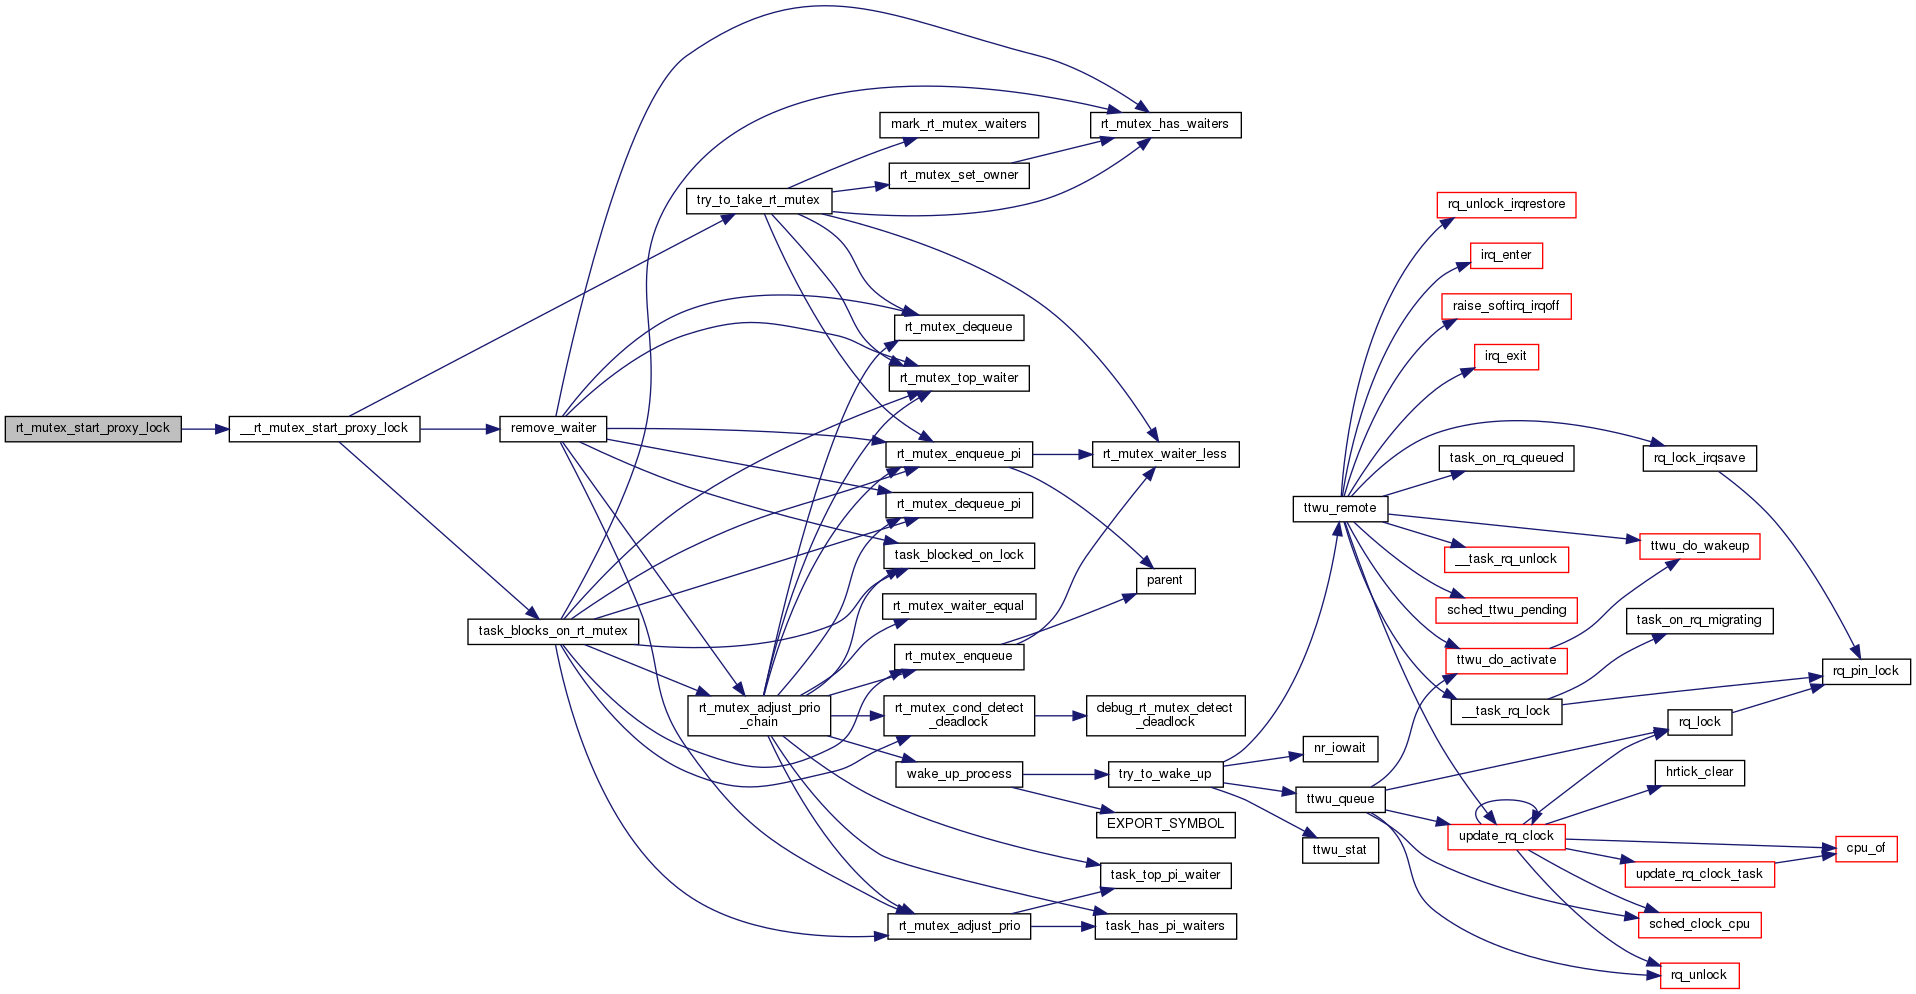 rt_mutex_start_proxy_lock
__rt_mutex_start_proxy_lock
remove_waiter
task_blocks_on_rt_mutex
try_to_take_rt_mutex
rt_mutex_adjust_prio
_chain
mark_rt_mutex_waiters
rt_mutex_set_owner
rt_mutex_dequeue
rt_mutex_top_waiter
rt_mutex_enqueue_pi
rt_mutex_dequeue_pi
task_blocked_on_lock
rt_mutex_waiter_equal
rt_mutex_enqueue
rt_mutex_cond_detect
_deadlock
wake_up_process
rt_mutex_adjust_prio
rt_mutex_has_waiters
rt_mutex_waiter_less
parent
debug_rt_mutex_detect
_deadlock
try_to_wake_up
EXPORT_SYMBOL
task_top_pi_waiter
task_has_pi_waiters
ttwu_remote
nr_iowait
ttwu_queue
ttwu_stat
rq_unlock_irqrestore
irq_enter
raise_softirq_irqoff
irq_exit
task_on_rq_queued
__task_rq_unlock
sched_ttwu_pending
ttwu_do_activate
__task_rq_lock
update_rq_clock
rq_lock_irqsave
ttwu_do_wakeup
task_on_rq_migrating
rq_lock
hrtick_clear
update_rq_clock_task
sched_clock_cpu
rq_unlock
rq_pin_lock
cpu_of